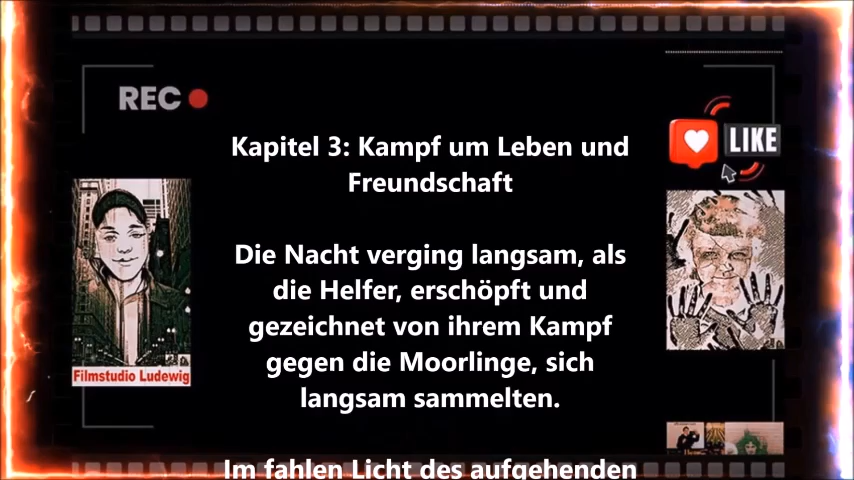 REC
LIKE
Kapitel 3: Kampf um Leben und
Freundschaft
Die Nacht verging langsam, als
die Helfer, erschöpft und
gezeichnet von ihrem Kampf
gegen die Moorlinge, sich
langsam sammelten.
Filmstudio Ludewig
Im fahlen Licht des aufgehenden